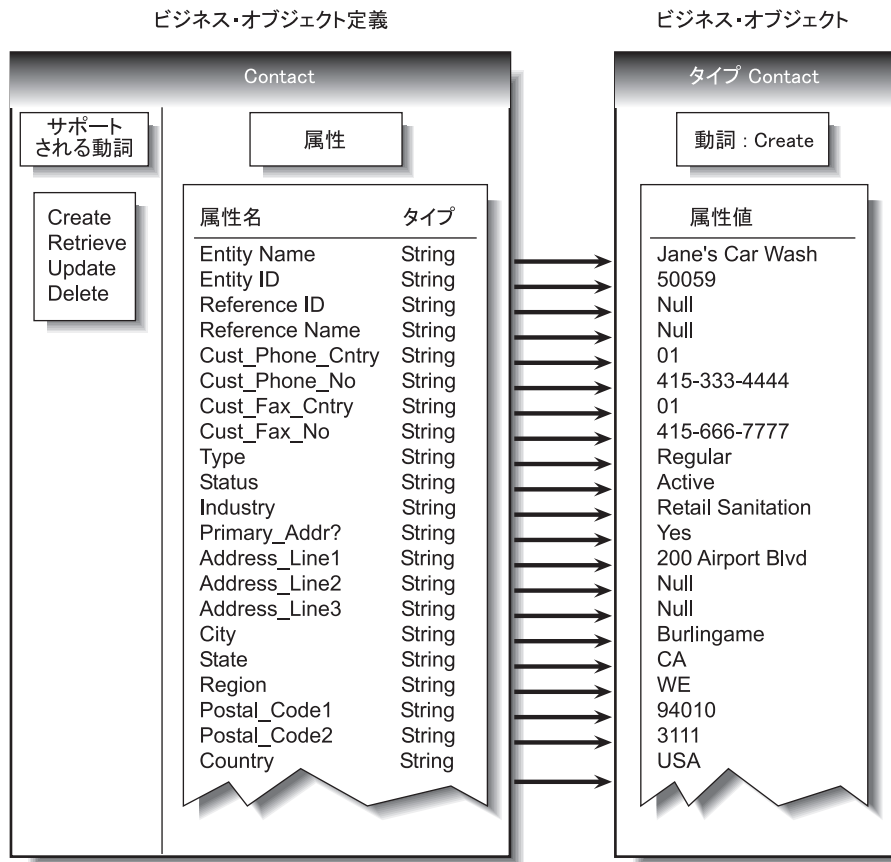 ビジネス・オブジェクト定義
ビジネス・オブジェクト
Contact
タイプ Contact
サポート
される動詞
属性
動詞 : Create
Create
Retrieve
Update
Delete
属性名 タイプ
属性値
Entity Name String Jane's Car Wash
Entity ID String 50059
Reference ID String Null
Reference Name String Null
Cust_Phone_Cntry String 01
Cust_Phone_No String 415-333-4444
Cust_Fax_Cntry String 01
Cust_Fax_No String 415-666-7777
Type String Regular
Status String Active
Industry String Retail Sanitation
Primary_Addr? String Yes
Address_Line1 String 200 Airport Blvd
Address_Line2 String Null
Address_Line3 String Null
City String Burlingame
State String CA
Region String WE
Postal_Code1 String 94010
Postal_Code2 String 3111
Country String USA